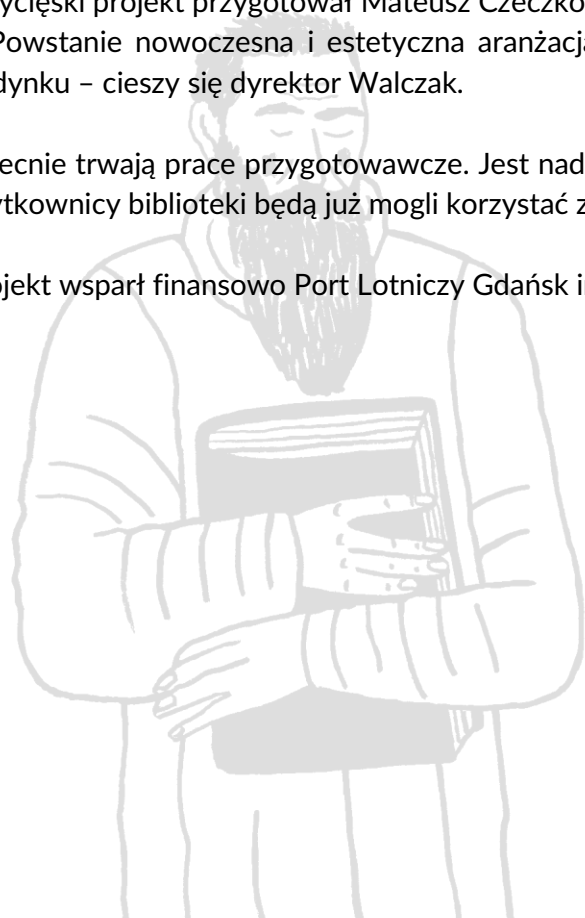 ycięski projekt przygotował Mateusz Czeczko
Powstanie nowoczesna i estetyczna aranżacja
dynku – cieszy się dyrektor Walczak.
ecnie trwają prace przygotowawcze. Jest nad
ytkownicy biblioteki będą już mogli korzystać z
ojekt wsparł finansowo Port Lotniczy Gdańsk i